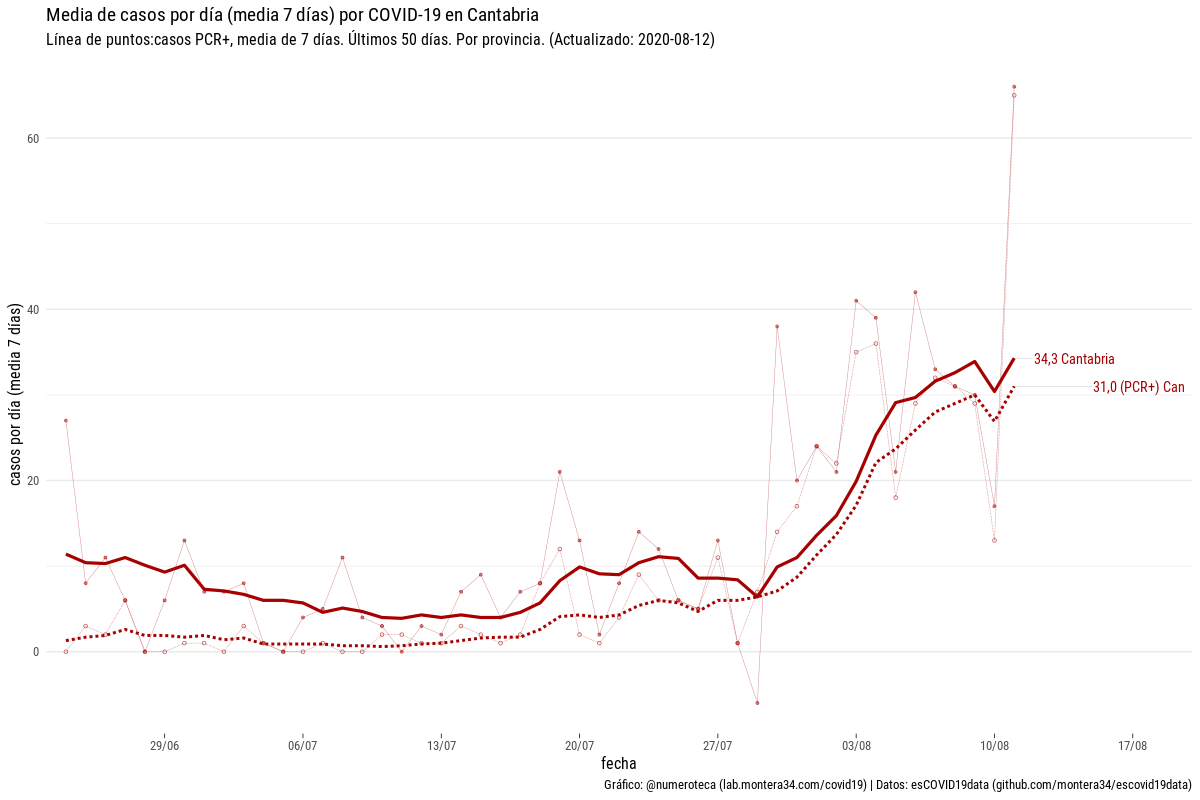 Media de casos por día (media 7 días) por COVID-19 en Cantabria
Línea de puntos:casos PCR+, media de 7 días. Últimos 50 días. Por provincia. (Actualizado: 2020-08-12)
casos por día (media 7 días)
60
40
20
0
34,3 Cantabria
31,0 (PCR+) Can
29/06
06/07
13/07
20/07
27/07
03/08
10/08
17/08
fecha
Gráfico: @numeroteca (lab.montera34.com/covid19) | Datos: esCOVID19data (github.com/montera34/escovid19data)